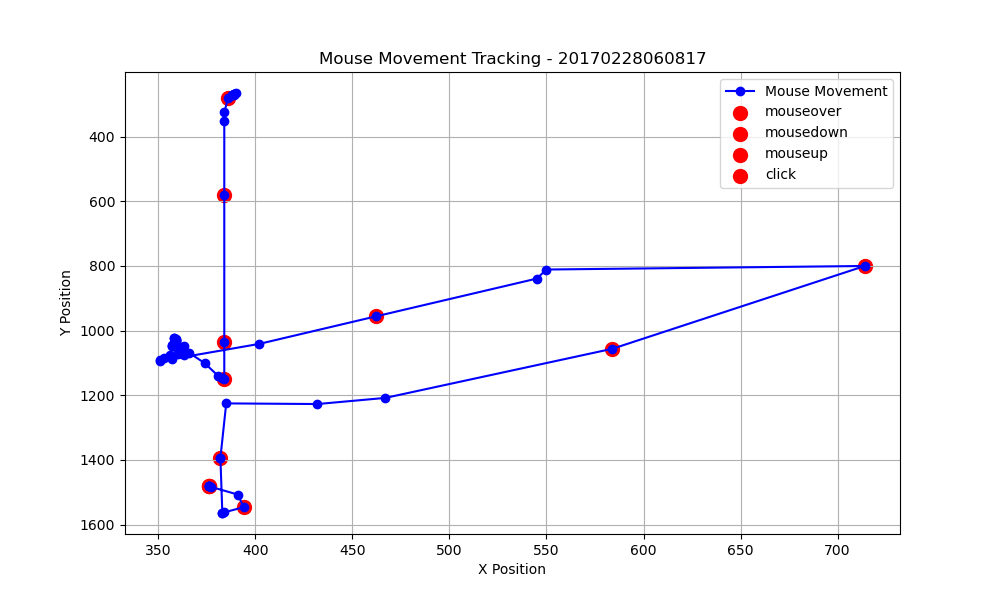 Mouse Movement Tracking - 20170228060817
Mouse Movement
mouseover
mousedown
mouseup
click
400
600
800
1000
1200
1400
1600
Y Position
350
400
450
500
550
600
650
700
X Position